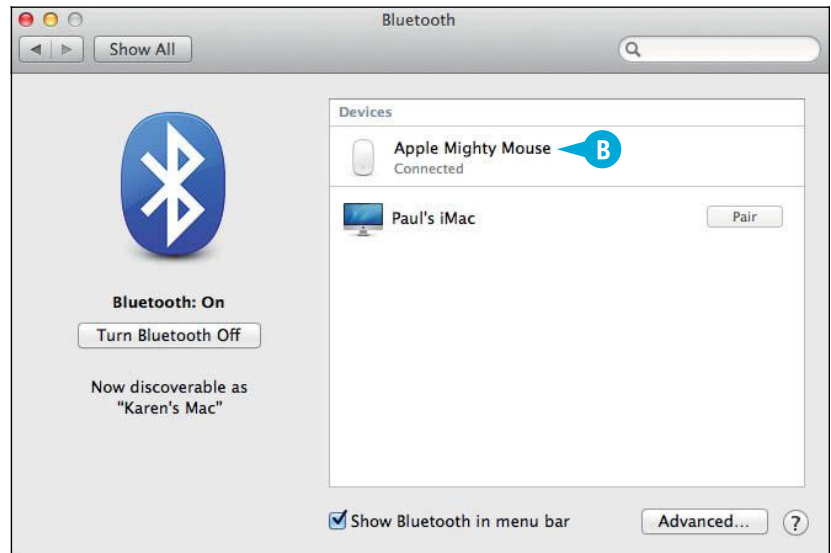 Bluetooth
Show All
Devices
Apple Mighty Mouse
B
Connected
Paul's iMac
Pair
Bluetooth: On
Turn Bluetooth Off
Now discoverable as
"Karen's Mac"
Show Bluetooth in menu bar
Advanced...
?